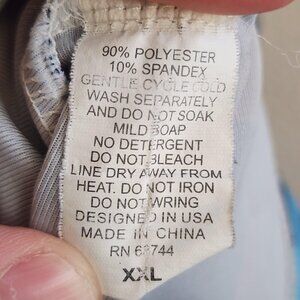 90% POLYESTER
10% SPANDEX
GENTLE CYCLE COLD
WASH SEPARATELY
AND DO NOT SOAK
MILD SOAP
NO DETERGENT
DO NOT BLEACH
LINE DRY AWAY FROM
HEAT. DO NOT IRON
DO NOT WRING
DESIGNED IN USA
MADE IN CHINA
RN 63744
XXL